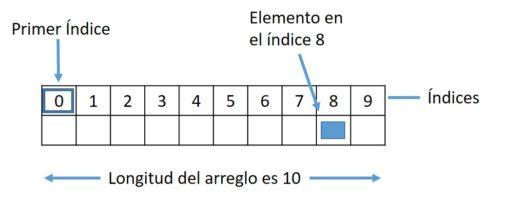 Primer Índice
Elemento en
el índice 8
0 1 2 3 4 5 6 7 8 9
Índices
Longitud del arreglo es 10